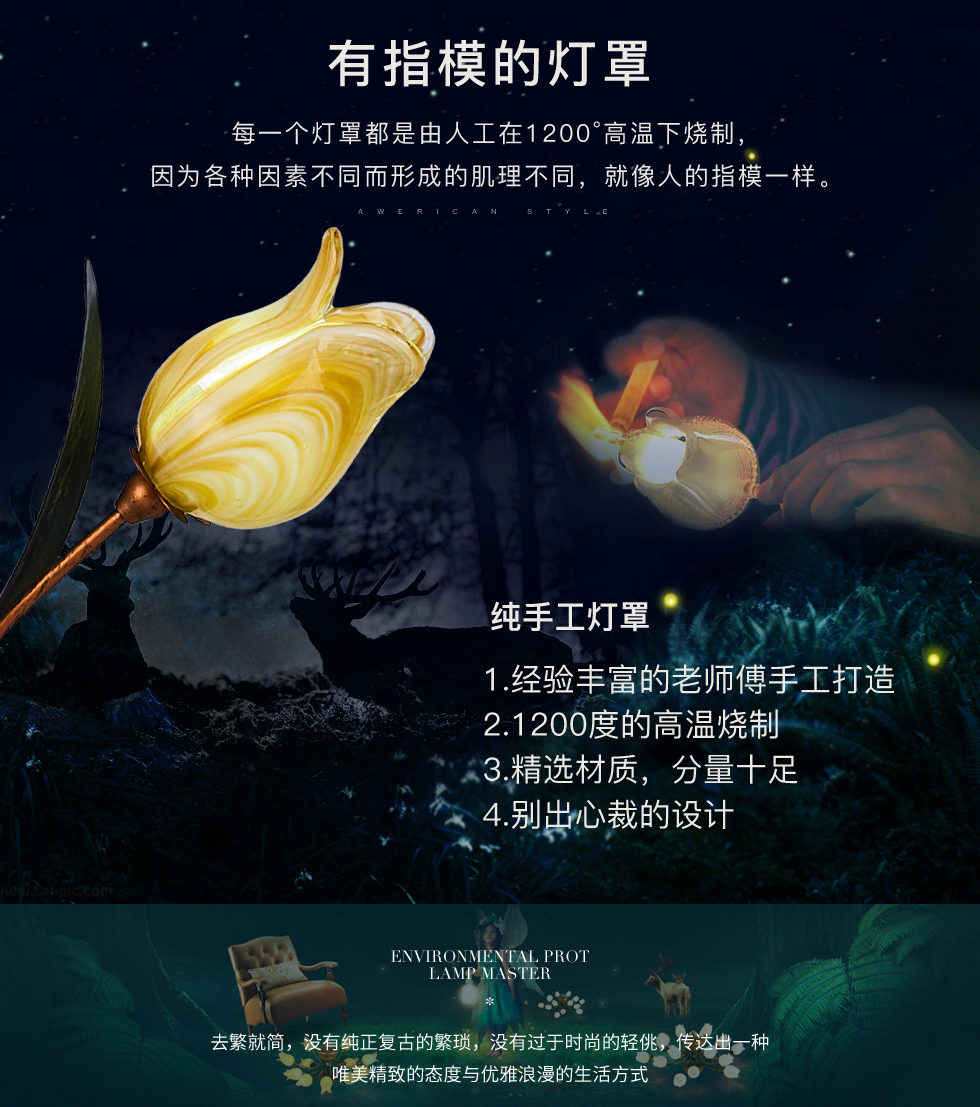 有指模的灯罩
每一个灯罩都是由人工在1200°高温下烧制，
因为各种因素不同而形成的肌理不同，就像人的指模一样。
AWERICAN STYLE
纯手工灯罩
1.经验丰富的老师傅手工打造
2.1200度的高温烧制
3.精选材质，分量十足
4.别出心裁的设计
ENVIRONMENTAL PROT
LAMP MASTER
*
去繁就简，没有纯正复古的繁琐，没有过于时尚的轻佻，传达出一种
唯美精致的态度与优雅浪漫的生活方式